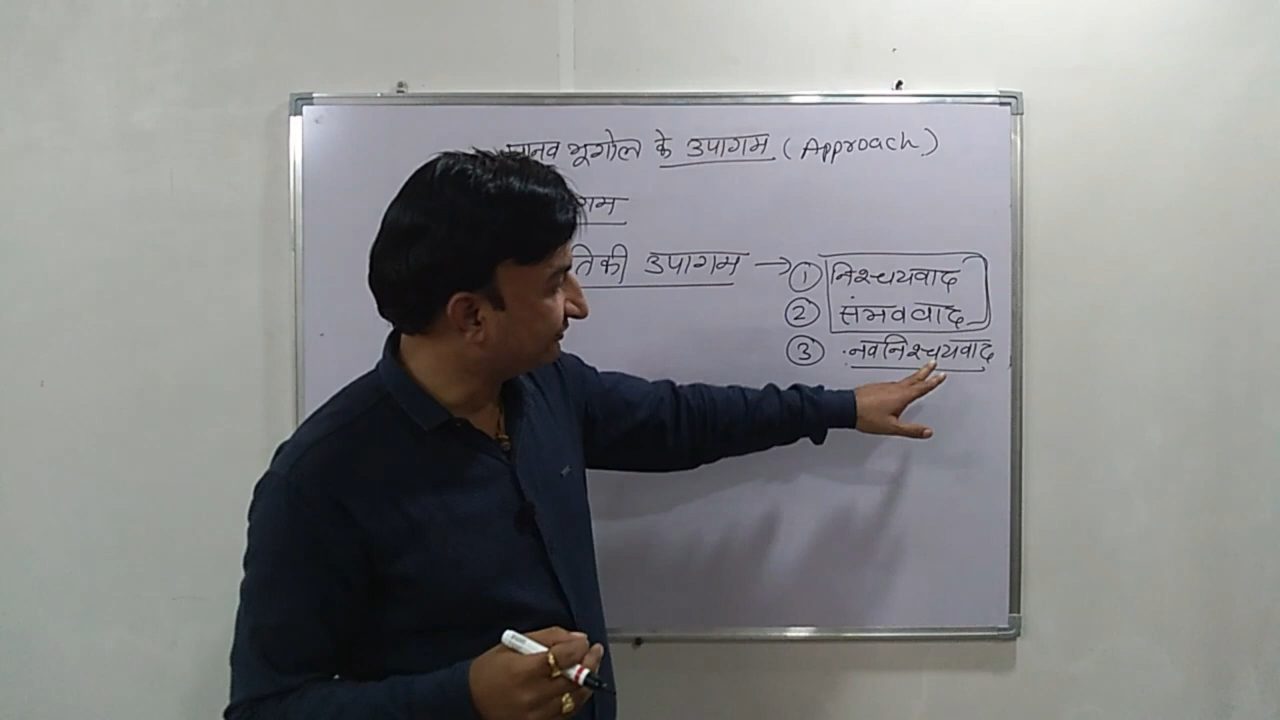 मानव भूगोल के उपागम (Approach)
उपागम → ① निश्चयवाद
② संभववाद
③ नवनिश्चयवाद